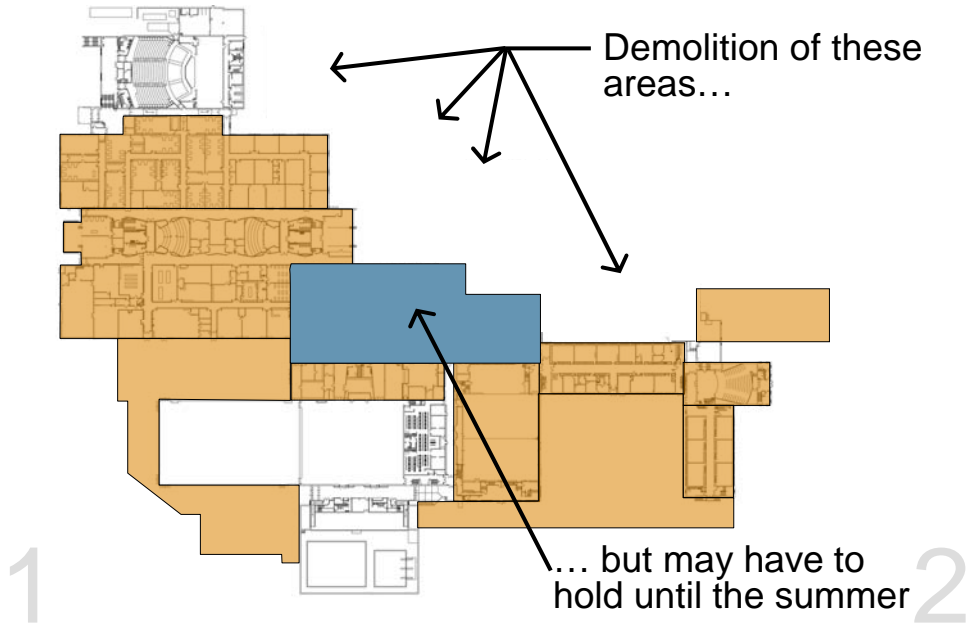 Demolition of these
areas…
… but may have to
hold until the summer
1
2